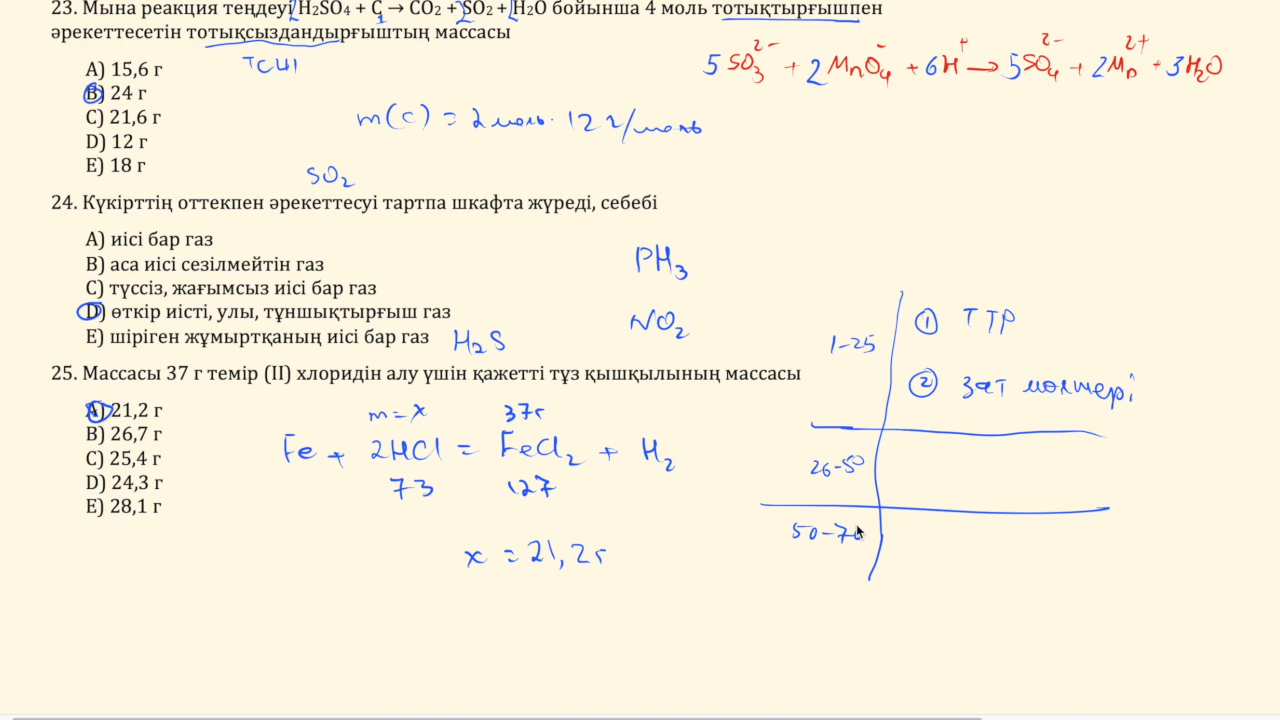 23. Мына реакция теңдеуі 2H2SO4 + C → CO2 + 2SO2 + 2H2O бойынша 4 моль тотықтырғышпен
әрекеттесетін тотықсыздандырғыштың массасы
A) 15,6 г
B) 24 г
C) 21,6 г
D) 12 г
E) 18 г
m(C) = 2 моль · 12 г/моль
5SO3²⁻ + 2MnO4⁻ + 6H⁺ → 5SO4²⁻ + 2Mn²⁺ + 3H2O
SO2
24. Күкірттің оттекпен әрекеттесуі тартпа шкафта жүреді, себебі
A) иісі бар газ
B) аса иісі сезілмейтін газ
C) түссіз, жағымсыз иісі бар газ
D) өткір иісті, улы, тұншықтырғыш газ
E) шіріген жұмыртқаның иісі бар газ
H2S
PH3
NO2
25. Массасы 37 г темір (II) хлоридін алу үшін қажетті тұз қышқылының массасы
A) 21,2 г
B) 26,7 г
C) 25,4 г
D) 24,3 г
E) 28,1 г
m=x 37г
Fe + 2HCl = FeCl2 + H2
73 127
x = 21,2г
1-25
① ТТР
② зат мөлшері
26-50